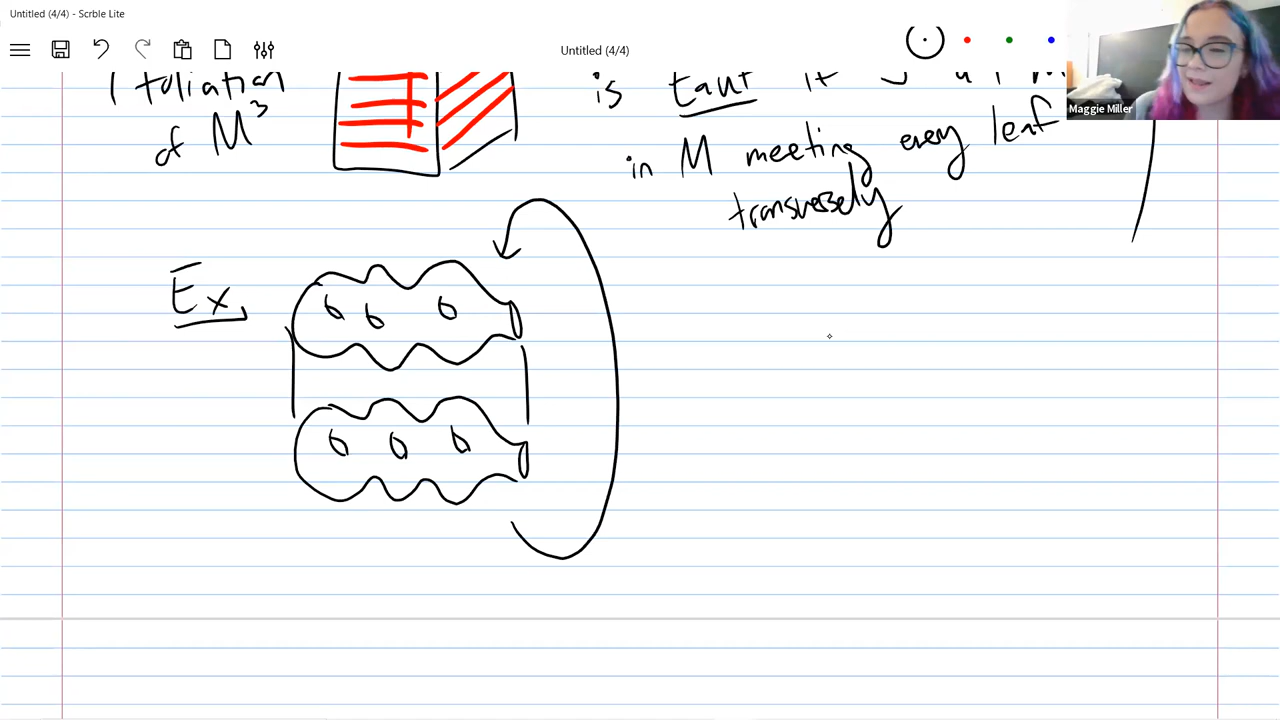 Untitled (4/4) - Scrble Lite
Untitled (4/4)
Maggie Miller
foliation
of M³
is taut if
in M meeting every leaf
transversely
Ex.